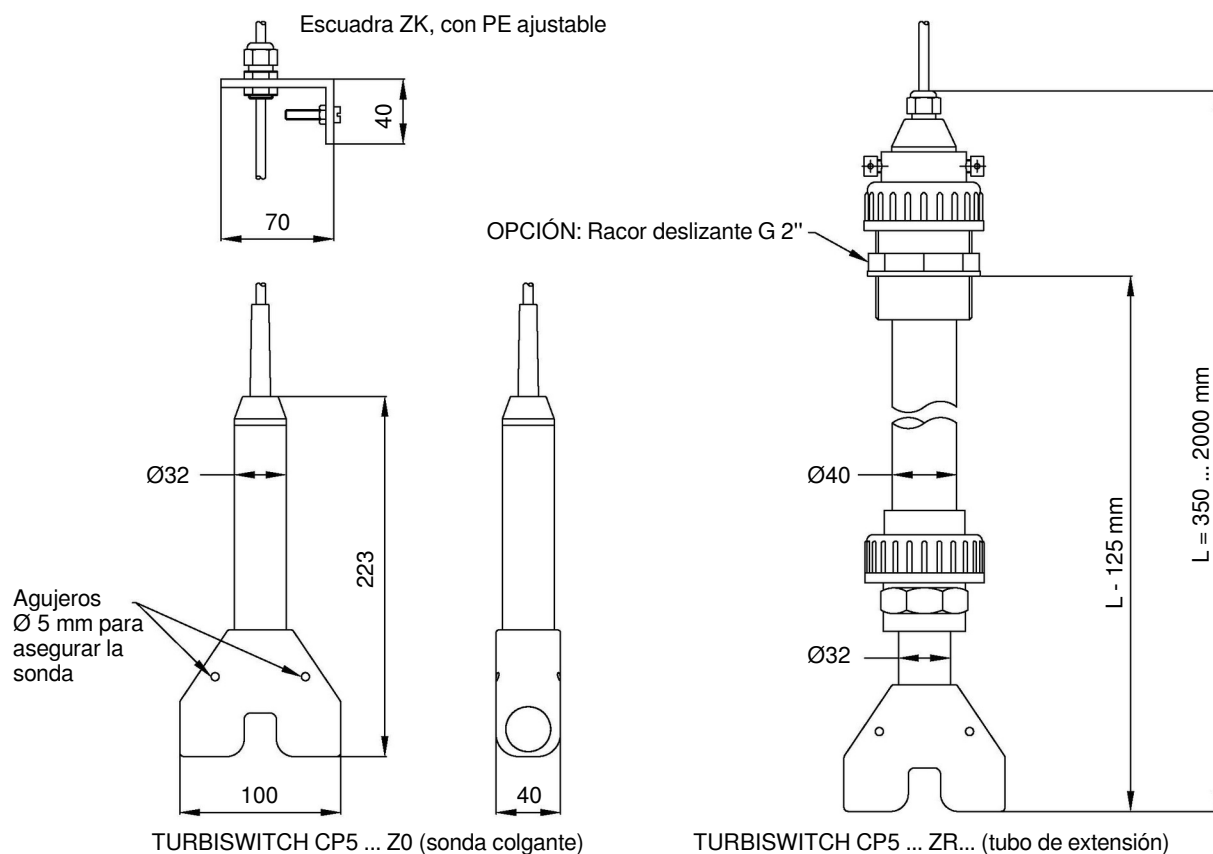 Escuadra ZK, con PE ajustable
40
70
OPCIÓN: Racor deslizante G 2"
Ø32
223
Agujeros
Ø 5 mm para
asegurar la
sonda
100
40
TURBISWITCH CP5 ... Z0 (sonda colgante)
Ø40
Ø32
L - 125 mm
L = 350 ... 2000 mm
TURBISWITCH CP5 ... ZR... (tubo de extensión)